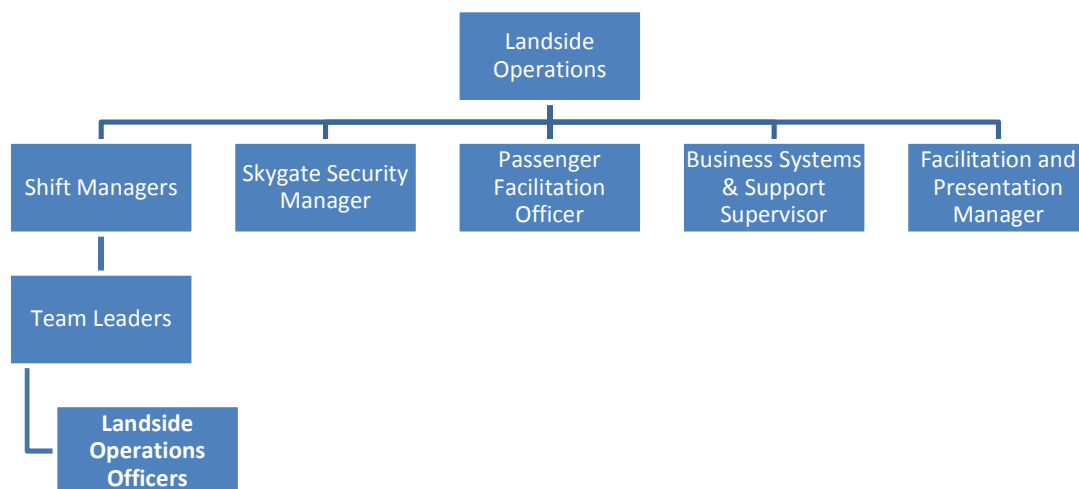 Landside
Operations
Shift Managers
Skygate Security
Manager
Passenger
Facilitation
Officer
Business Systems
& Support
Supervisor
Facilitation and
Presentation
Manager
Team Leaders
Landside
Operations
Officers